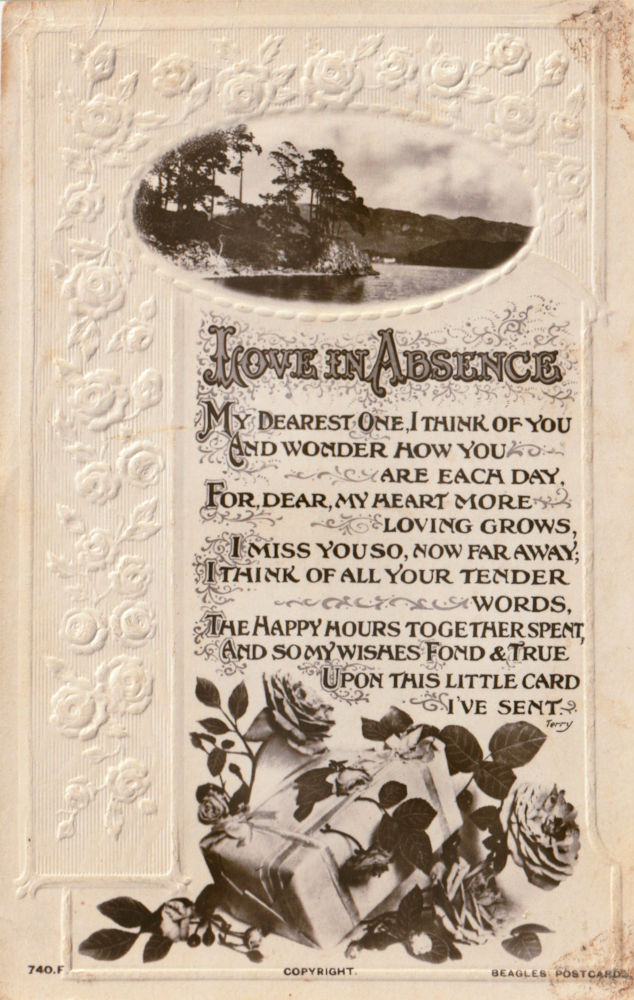 LOVE IN ABSENCE
MY DEAREST ONE, I THINK OF YOU
AND WONDER HOW YOU
ARE EACH DAY,
FOR, DEAR, MY HEART MORE
LOVING GROWS,
I MISS YOU SO, NOW FAR AWAY;
I THINK OF ALL YOUR TENDER
WORDS,
THE HAPPY HOURS TOGETHER SPENT,
AND SO MY WISHES FOND & TRUE
UPON THIS LITTLE CARD
I'VE SENT.
Terry
740.F COPYRIGHT. BEAGLES POSTCARDS